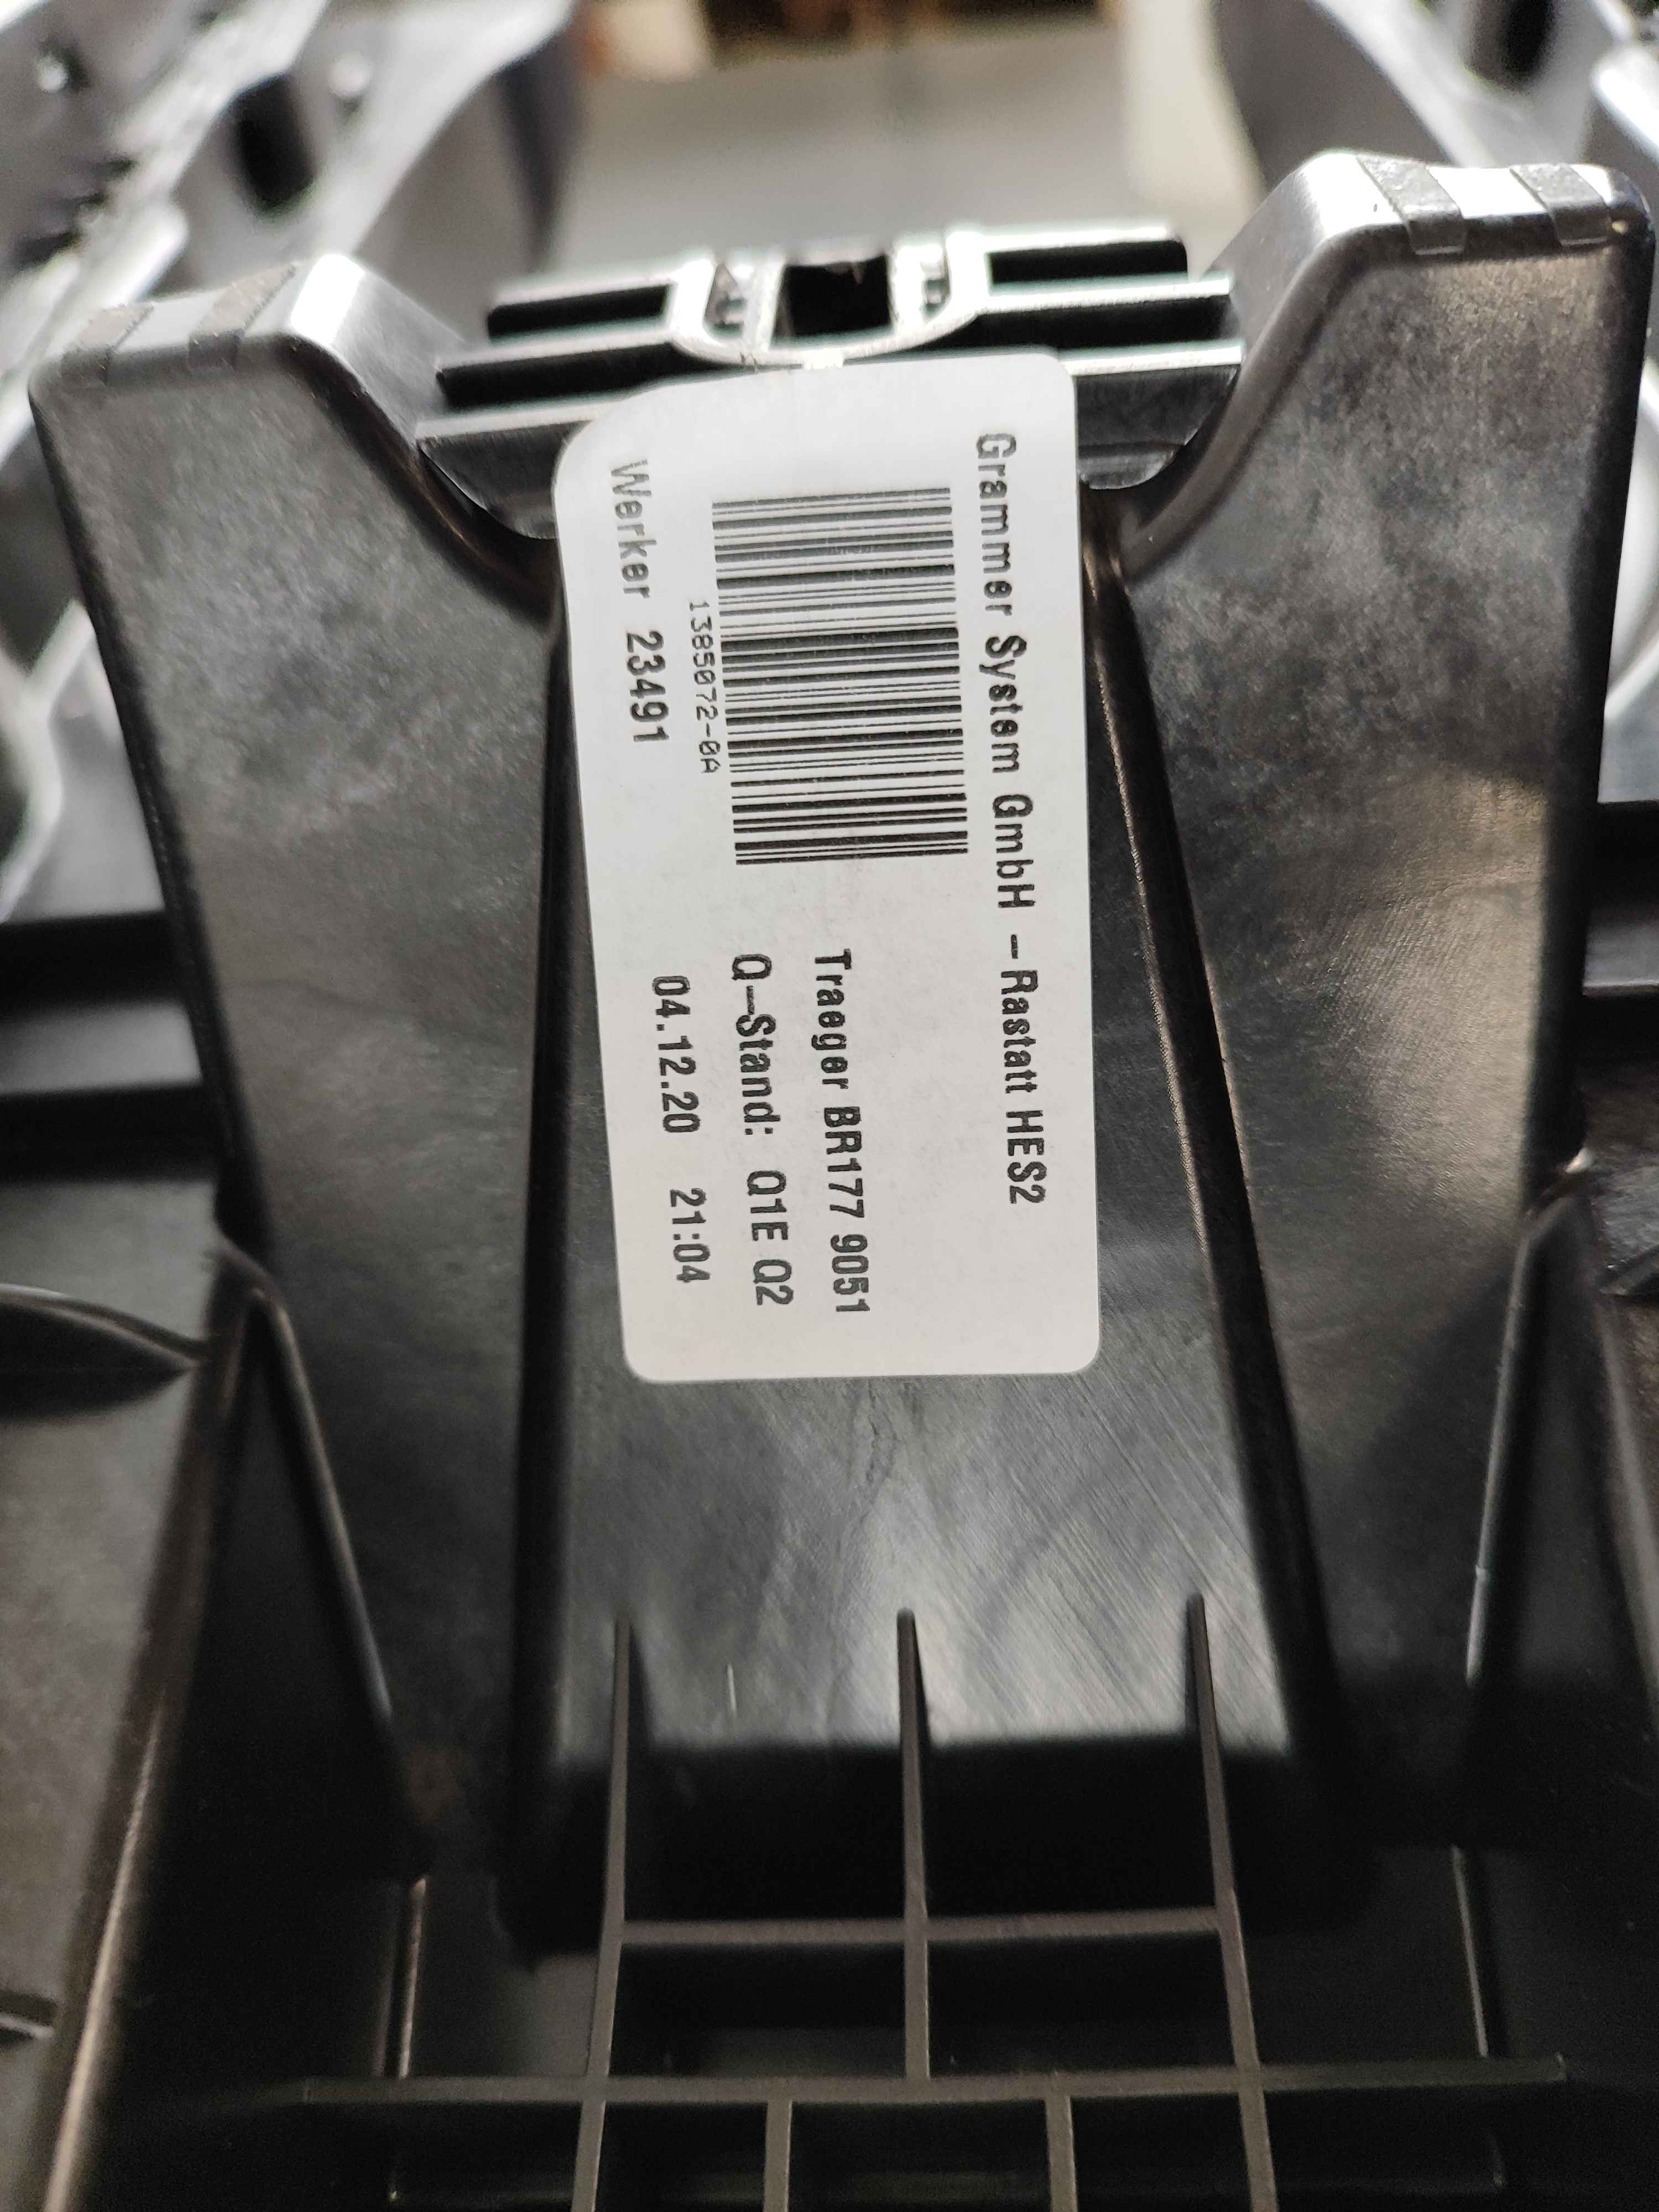 Grammer System GmbH –Rastatt HES2
1385072-0A
Traeger BR177 9051
Q–Stand: Q1E Q2
Werker 23491
04.12.20 21:04